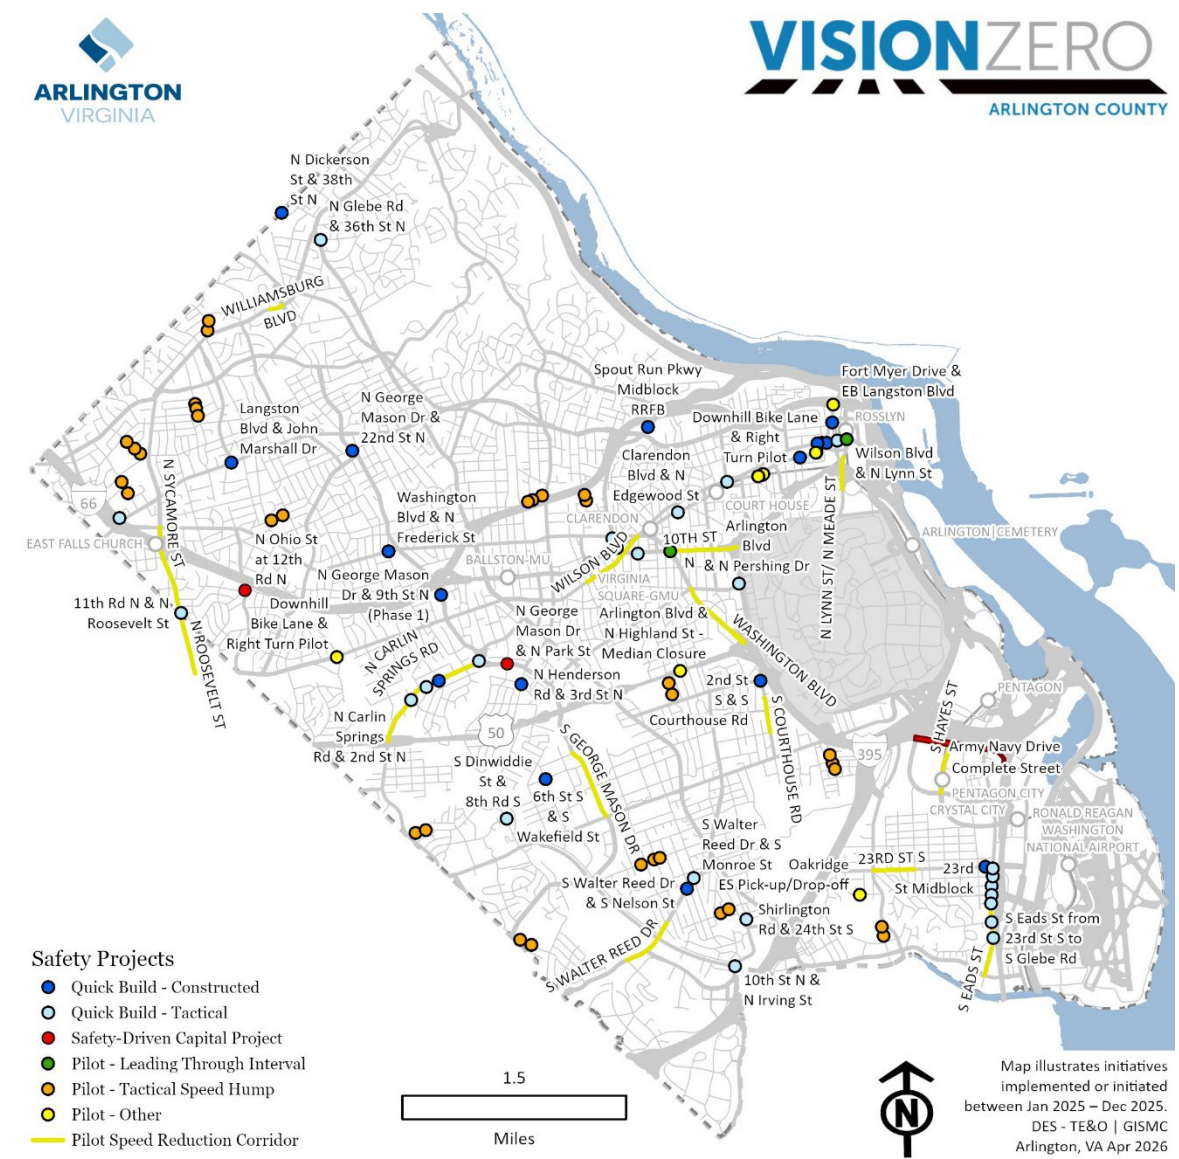 ARLINGTON
VIRGINIA
VISIONZERO
ARLINGTON COUNTY
N Dickerson
St & 38th
St N
N Glebe Rd
& 36th St N
WILLIAMSBURG
BLVD
Spout Run Pkwy
Midblock
RRFB
Fort Myer Drive &
EB Langston Blvd
ROSSLYN
N George
Mason Dr &
22nd St N
Langston
Blvd & John
Marshall Dr
Downhill Bike Lane
& Right
Turn Pilot
Wilson Blvd
& N Lynn St
Clarendon
Blvd & N
Edgewood St
COURT HOUSE
N SYCAMORE ST
66
Washington
Blvd & N
Frederick St
CLARENDON
N LYNN ST/ N MEADE ST
ARLINGTON CEMETERY
EAST FALLS CHURCH
N Ohio St
at 12th
Rd N
BALLSTON-MU
WILSON BLVD
10TH ST
N
Arlington
Blvd
& N Pershing Dr
VIRGINIA
SQUARE-GMU
N George Mason
Dr & 9th St N
(Phase 1)
11th Rd N & N
Roosevelt St
Downhill
Bike Lane &
Right Turn Pilot
N ROOSEVELT ST
N CARLIN
SPRINGS RD
N George
Mason Dr
& N Park St
Arlington Blvd &
N Highland St -
Median Closure
WASHINGTON BLVD
N Henderson
Rd & 3rd St N
2nd St
S & S
Courthouse Rd
PENTAGON
S HAYES ST
N Carlin
Springs
Rd & 2nd St N
50
S GEORGE MASON DR
S COURTHOUSE RD
395
Army Navy Drive
Complete Street
S Dinwiddie
St &
8th Rd S
6th St S
& S
Wakefield St
PENTAGON CITY
CRYSTAL CITY
RONALD REAGAN
WASHINGTON
NATIONAL AIRPORT
S Walter
Reed Dr & S
Monroe St
Oakridge
ES Pick-up/Drop-off
23RD ST S
23rd
St Midblock
S Walter Reed Dr
& S Nelson St
Shirlington
Rd & 24th St S
S Eads St from
23rd St S to
S Glebe Rd
S WALTER REED DR
10th St N &
N Irving St
S EADS ST
Safety Projects
Quick Build - Constructed
Quick Build - Tactical
Safety-Driven Capital Project
Pilot - Leading Through Interval
Pilot - Tactical Speed Hump
Pilot - Other
Pilot Speed Reduction Corridor
1.5
Miles
N
Map illustrates initiatives
implemented or initiated
between Jan 2025 – Dec 2025.
DES - TE&O | GISMC
Arlington, VA Apr 2026